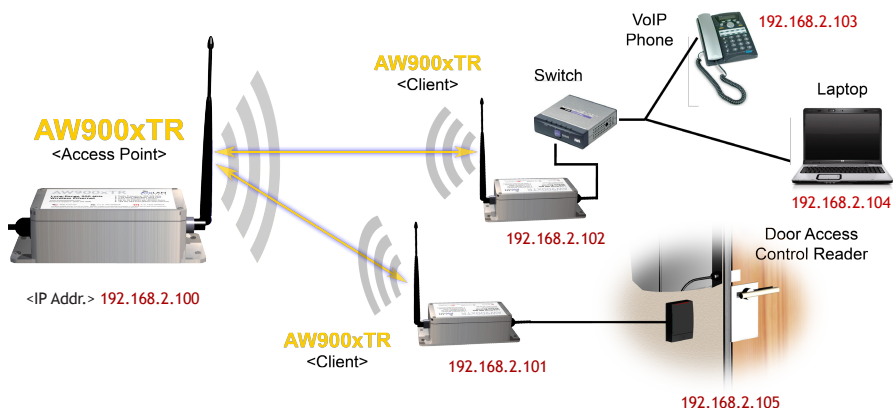 AW900xTR
<Access Point>
AW900xTR
<IP Addr.> 192.168.2.100
AW900xTR
<Client>
192.168.2.102
Switch
VoIP
Phone
192.168.2.103
Laptop
192.168.2.104
AW900xTR
<Client>
192.168.2.101
Door Access
Control Reader
192.168.2.105